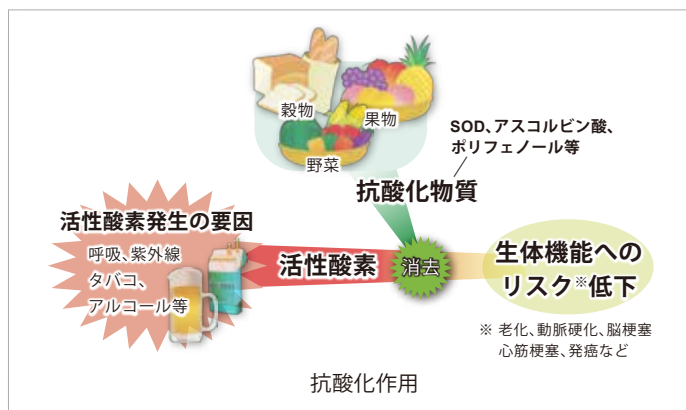 穀物
果物
野菜
SOD、アスコルビン酸、
ポリフェノール等
抗酸化物質
活性酸素発生の要因
呼吸、紫外線
タバコ、
アルコール等
活性酸素
消去
生体機能への
リスク※低下
※ 老化、動脈硬化、脳梗塞
心筋梗塞、発癌など
抗酸化作用